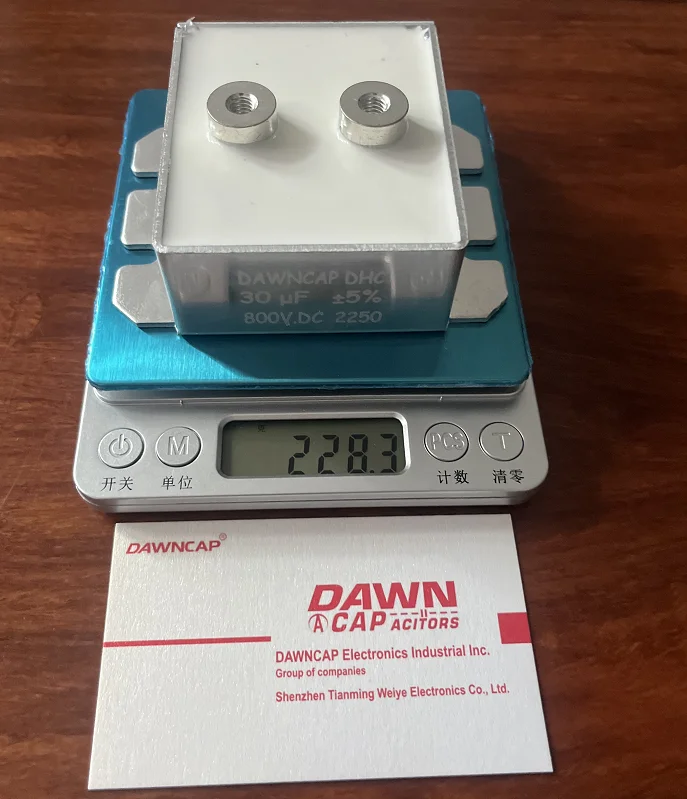 DAWNCAP DHC
30 µF ±5%
800V.DC 2250
克
228.3
M
PCS
T
开关
单位
计数
清零
DAWNCAP®
DAWN
CAP ACITORS
DAWNCAP Electronics Industrial Inc.
Group of companies
Shenzhen Tianming Weiye Electronics Co., Ltd.